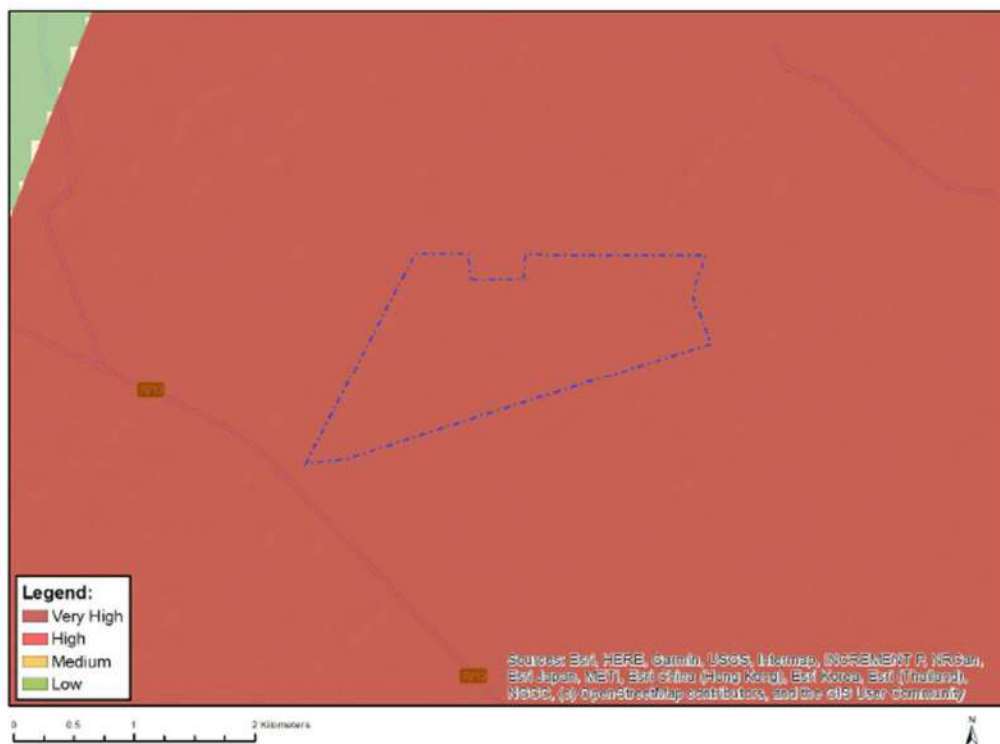 Legend:
Very High
High
Medium
Low
Sources: Esri, HERE, Garmin, USGS, Intermap, INCREMENT P, NRCan,
Esri Japan, METI, Esri China (Hong Kong), Esri Korea, Esri (Thailand),
NGCC, (c) OpenStreetMap contributors, and the GIS User Community
0 0.5 1 2 Kilometers
N